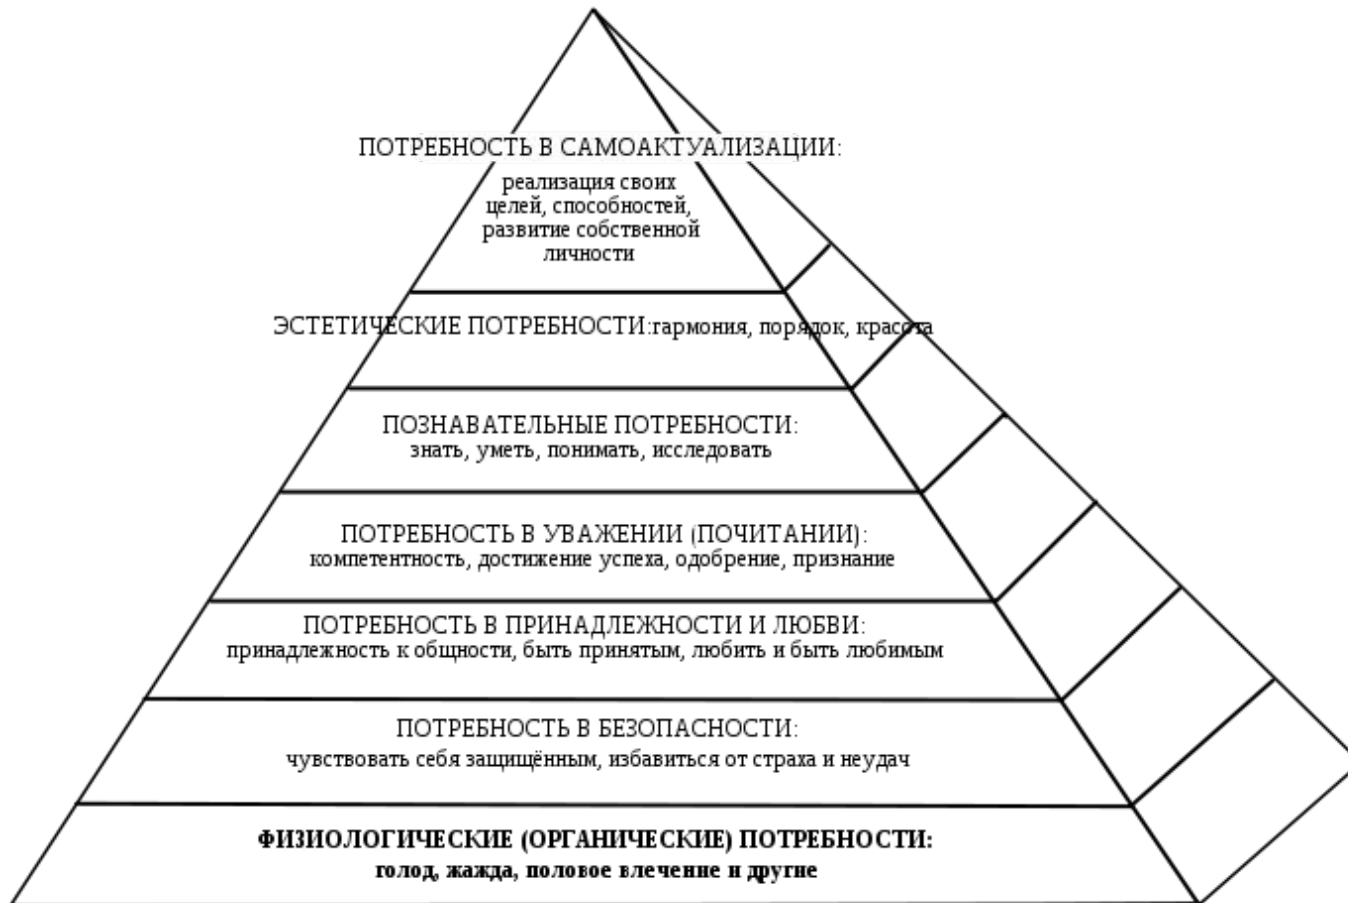 ПОТРЕБНОСТЬ В САМОАКТУАЛИЗАЦИИ:
реализация своих
целей, способностей,
развитие собственной
личности
ЭСТЕТИЧЕСКИЕ ПОТРЕБНОСТИ:гармония, порядок, красота
ПОЗНАВАТЕЛЬНЫЕ ПОТРЕБНОСТИ:
знать, уметь, понимать, исследовать
ПОТРЕБНОСТЬ В УВАЖЕНИИ (ПОЧИТАНИИ):
компетентность, достижение успеха, одобрение, признание
ПОТРЕБНОСТЬ В ПРИНАДЛЕЖНОСТИ И ЛЮБВИ:
принадлежность к общности, быть принятым, любить и быть любимым
ПОТРЕБНОСТЬ В БЕЗОПАСНОСТИ:
чувствовать себя защищённым, избавиться от страха и неудач
ФИЗИОЛОГИЧЕСКИЕ (ОРГАНИЧЕСКИЕ) ПОТРЕБНОСТИ:
голод, жажда, половое влечение и другие